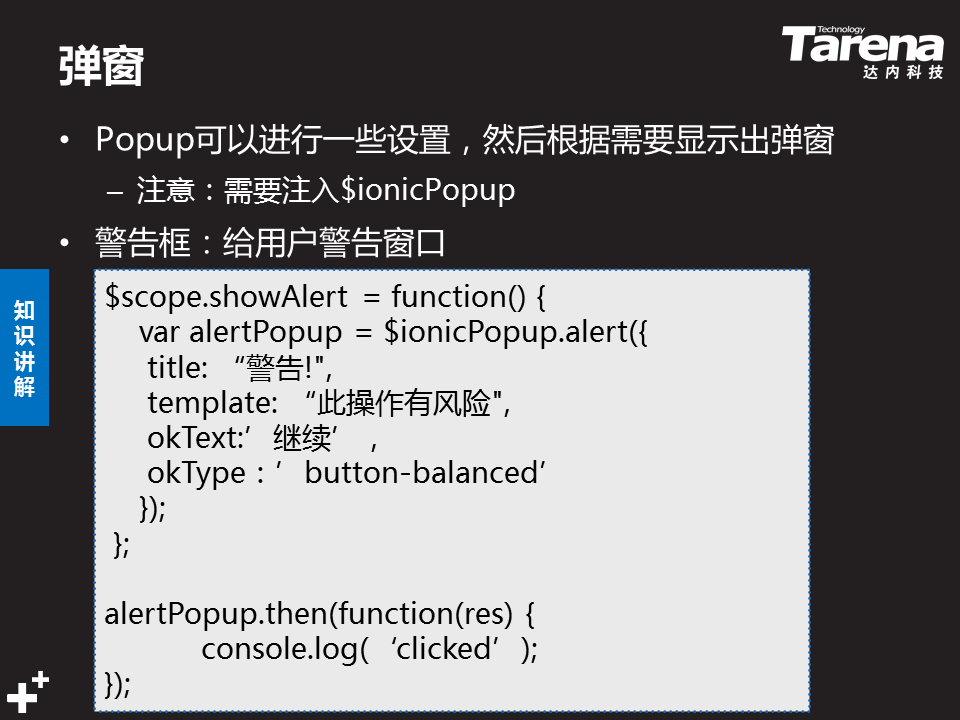 弹窗
Technology
Tarena
达内科技
• Popup可以进行一些设置，然后根据需要显示出弹窗
– 注意：需要注入$ionicPopup
• 警告框：给用户警告窗口
知识讲解
$scope.showAlert = function() {
var alertPopup = $ionicPopup.alert({
title: “警告!",
template: “此操作有风险",
okText:’继续’，
okType：’button-balanced’
});
};
alertPopup.then(function(res) {
console.log(‘clicked’);
});